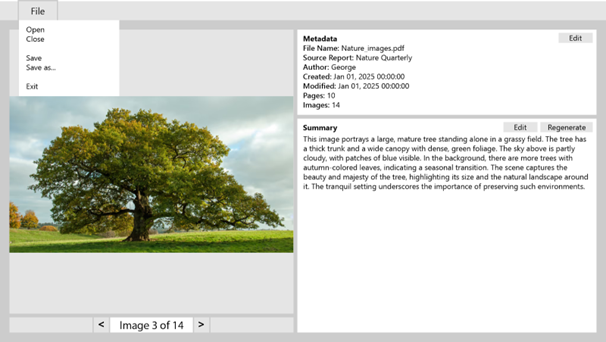 File
Open
Close
Save
Save as...
Exit
< Image 3 of 14 >
Metadata
Edit
File Name: Nature_images.pdf
Source Report: Nature Quarterly
Author: George
Created: Jan 01, 2025 00:00:00
Modified: Jan 01, 2025 00:00:00
Pages: 10
Images: 14
Summary
Edit
Regenerate
This image portrays a large, mature tree standing alone in a grassy field. The tree has
a thick trunk and a wide canopy with dense, green foliage. The sky above is partly
cloudy, with patches of blue visible. In the background, there are more trees with
autumn-colored leaves, indicating a seasonal transition. The scene captures the
beauty and majesty of the tree, highlighting its size and the natural landscape around
it. The tranquil setting underscores the importance of preserving such environments.